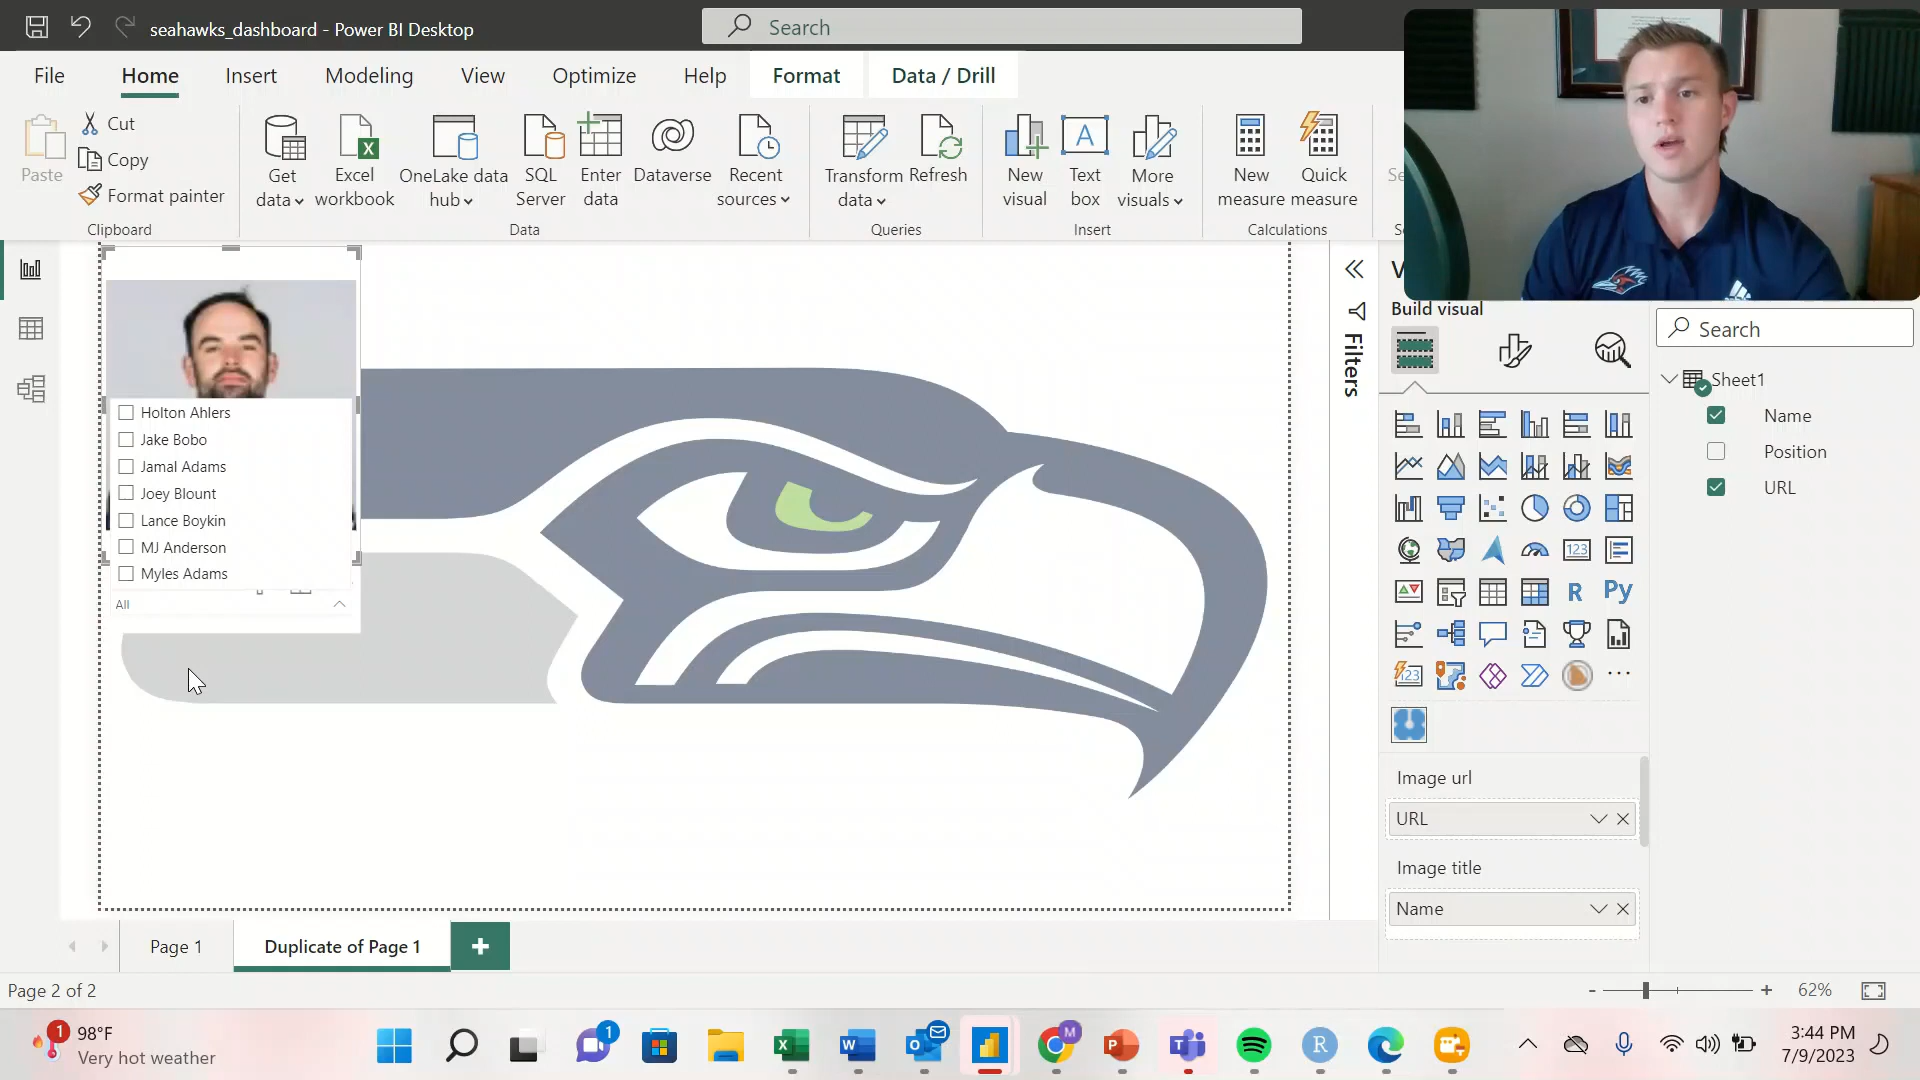 seahawks_dashboard - Power BI Desktop
Search
File Home Insert Modeling View Optimize Help Format Data / Drill
Paste
Cut
Copy
Format painter
Clipboard
Get data
Excel workbook
OneLake data hub
SQL Server
Enter data
Dataverse
Recent sources
Data
Transform data
Refresh
Queries
New visual
Text box
More visuals
Insert
New measure
Quick measure
Calculations
Build visual
Filters
Search
Sheet1
Name
Position
URL
Holton Ahlers
Jake Bobo
Jamal Adams
Joey Blount
Lance Boykin
MJ Anderson
Myles Adams
All
R Py
123
123
Image url
URL
Image title
Name
Page 1
Duplicate of Page 1
+
Page 2 of 2
- + 62%
1
98°F
Very hot weather
1
M
3:44 PM
7/9/2023